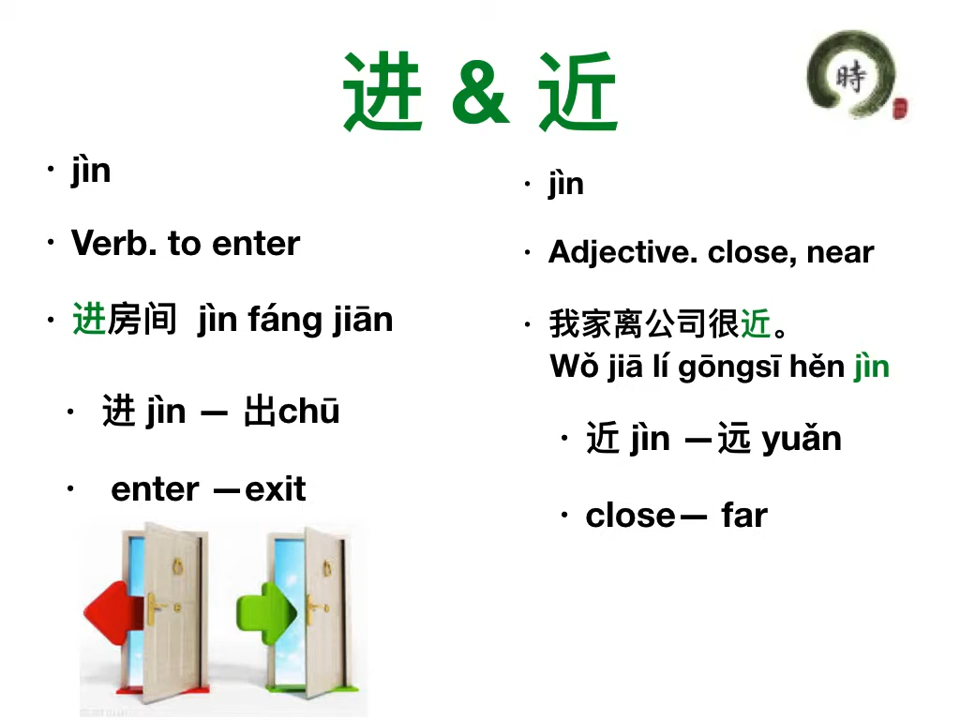 进 & 近
時
• jìn
• Verb. to enter
• 进房间 jìn fáng jiān
• 进 jìn — 出chū
• enter —exit
• jìn
• Adjective. close, near
• 我家离公司很近。
Wǒ jiā lí gōngsī hěn jìn
• 近 jìn —远 yuǎn
• close— far